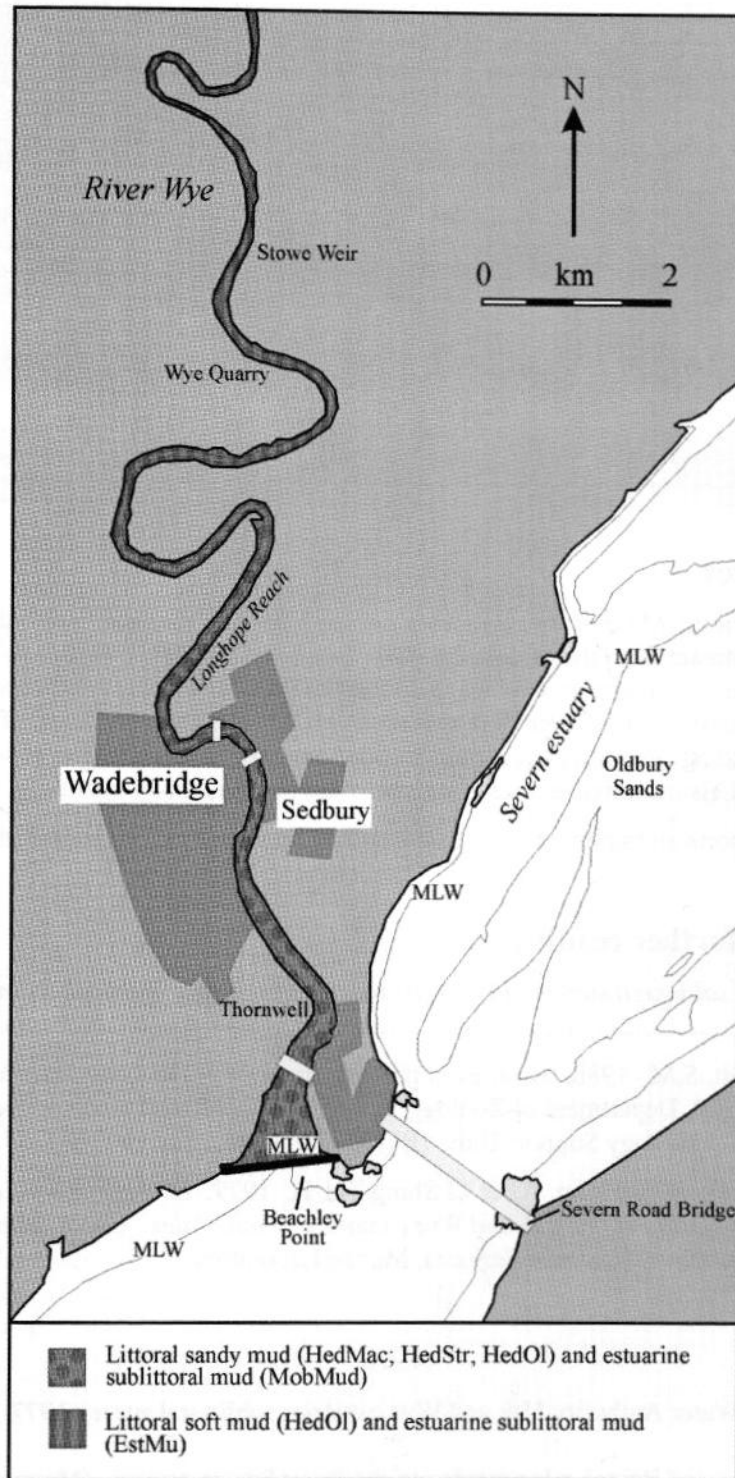 N
River Wye
Stowe Weir
0 km 2
Wye Quarry
Longhope Reach
MLW
Severn estuary
Oldbury
Sands
Wadebridge
Sedbury
MLW
Thornwell
MLW
Beachley
Point
Severn Road Bridge
MLW
Littoral sandy mud (HedMac; HedStr; HedOl) and estuarine
sublittoral mud (MobMud)
Littoral soft mud (HedOl) and estuarine sublittoral mud
(EstMu)